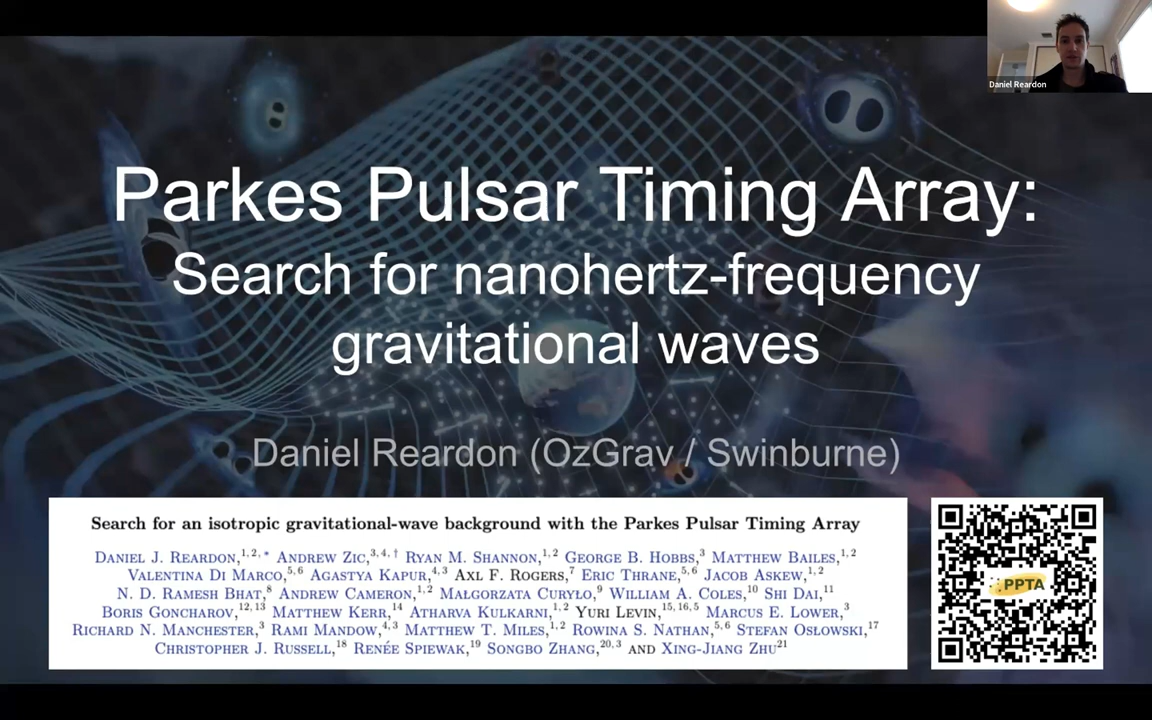 Daniel Reardon
Parkes Pulsar Timing Array:
Search for nanohertz-frequency
gravitational waves
Daniel Reardon (OzGrav / Swinburne)
Search for an isotropic gravitational-wave background with the Parkes Pulsar Timing Array
Daniel J. Reardon,1, 2, * Andrew Zic,3, 4, † Ryan M. Shannon,1, 2 George B. Hobbs,3 Matthew Bailes,1, 2
Valentina Di Marco,5, 6 Agastya Kapur,4, 3 Axl F. Rogers,7 Eric Thrane,5, 6 Jacob Askew,1, 2
N. D. Ramesh Bhat,8 Andrew Cameron,1, 2 Małgorzata Curyło,9 William A. Coles,10 Shi Dai,11
Boris Goncharov,12, 13 Matthew Kerr,14 Atharva Kulkarni,1, 2 Yuri Levin,15, 16, 5 Marcus E. Lower,3
Richard N. Manchester,3 Rami Mandow,4, 3 Matthew T. Miles,1, 2 Rowina S. Nathan,5, 6 Stefan Osłowski,17
Christopher J. Russell,18 Renée Spiewak,19 Songbo Zhang,20, 3 and Xing-Jiang Zhu21
PPTA